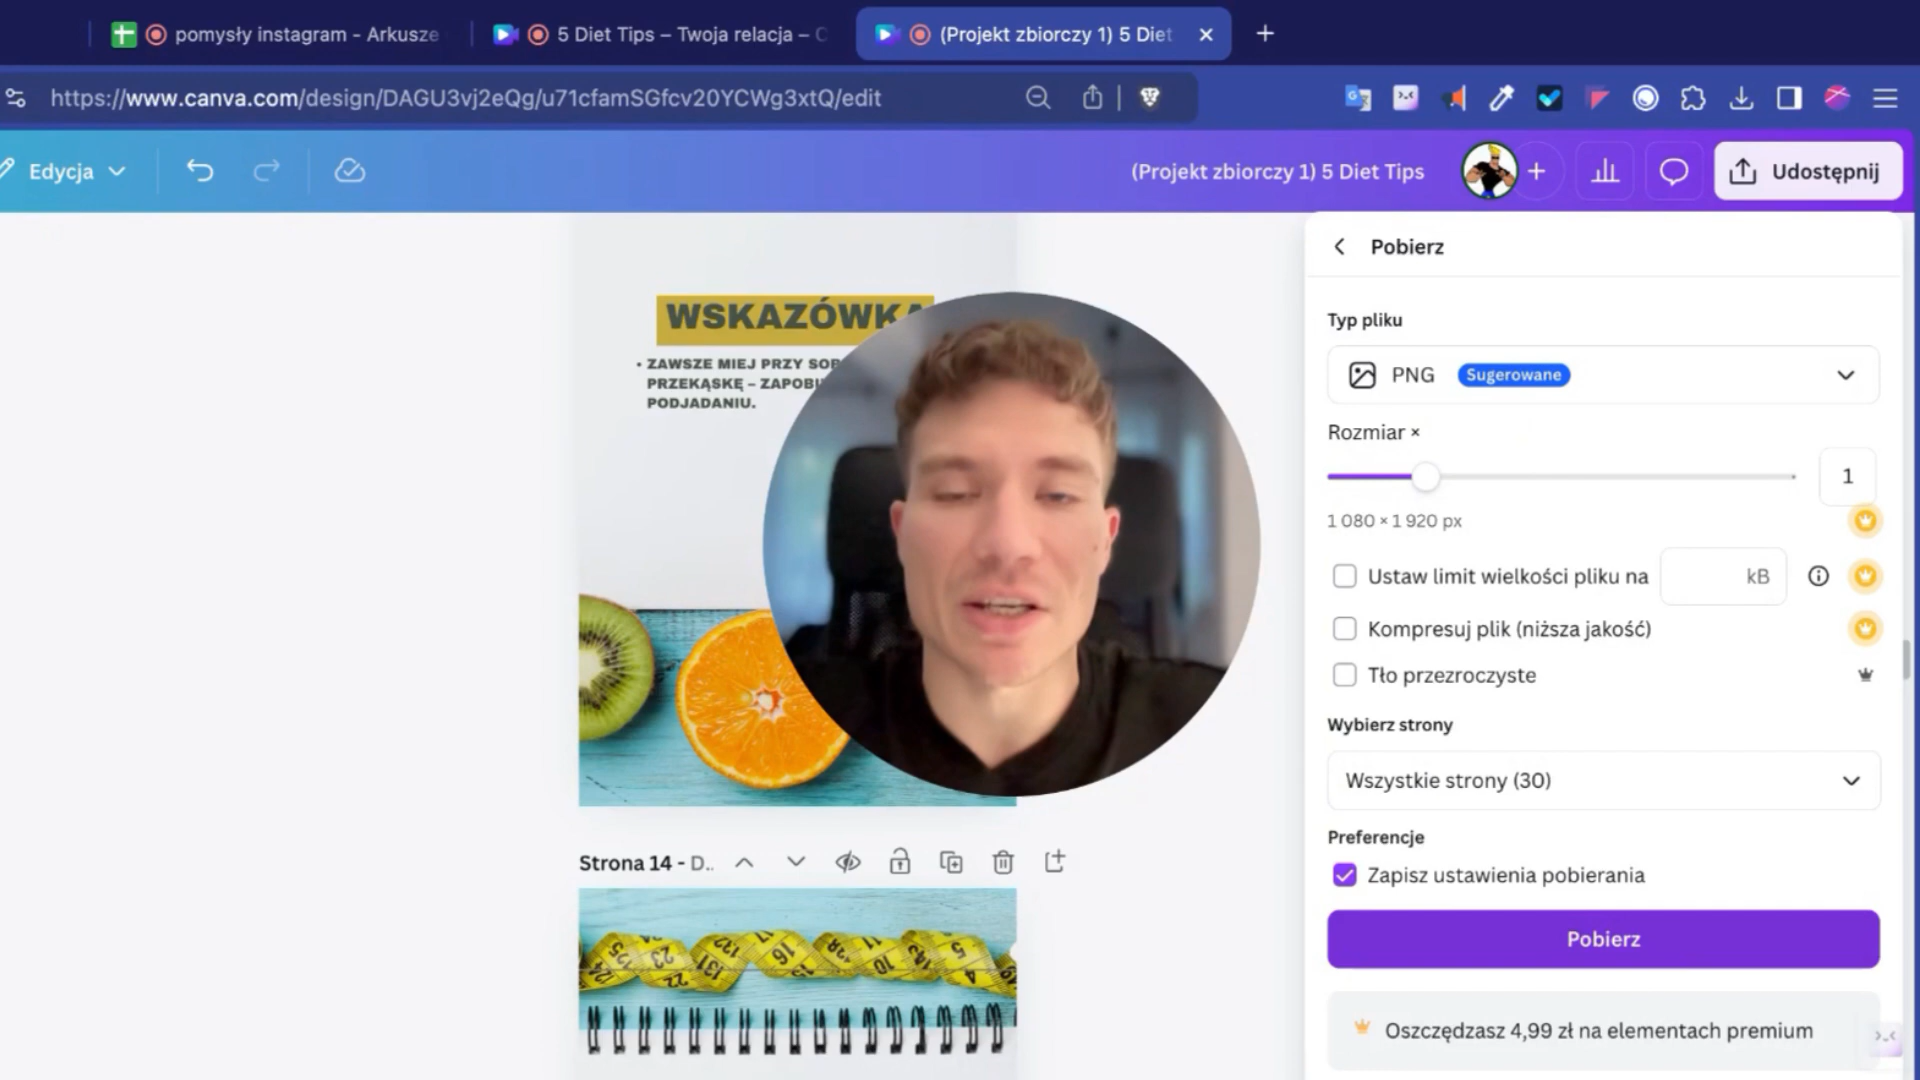 pomysły instagram - Arkusze
5 Diet Tips – Twoja relacja – C
(Projekt zbiorczy 1) 5 Diet
https://www.canva.com/design/DAGU3vj2eQg/u71cfamSGfcv20YCWg3xtQ/edit
Edycja
(Projekt zbiorczy 1) 5 Diet Tips
Udostępnij
Pobierz
WSKAZÓWKA
• ZAWSZE MIEJ PRZY SOB
PRZEKĄSKĘ – ZAPOBI
PODJADANIU.
Typ pliku
PNG Sugerowane
Rozmiar ×
1
1 080 × 1 920 px
Ustaw limit wielkości pliku na kB
Kompresuj plik (niższa jakość)
Tło przezroczyste
Wybierz strony
Wszystkie strony (30)
Preferencje
Zapisz ustawienia pobierania
Pobierz
Oszczędzasz 4,99 zł na elementach premium
Strona 14 - D..